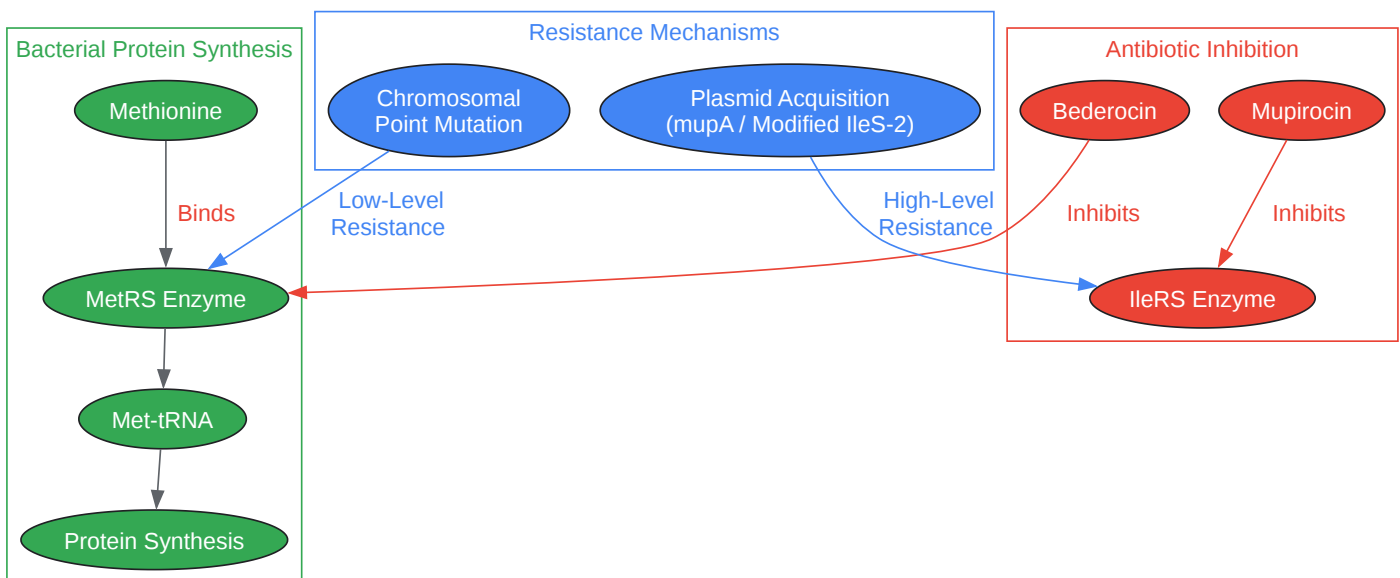 Bacterial Protein Synthesis
Methionine
Binds
MetRS Enzyme
Met-tRNA
Protein Synthesis
Resistance Mechanisms
Chromosomal
Point Mutation
Plasmid Acquisition
(mupA / Modified IleS-2)
Low-Level
Resistance
High-Level
Resistance
Antibiotic Inhibition
Bederocin
Mupirocin
Inhibits
Inhibits
IleRS Enzyme